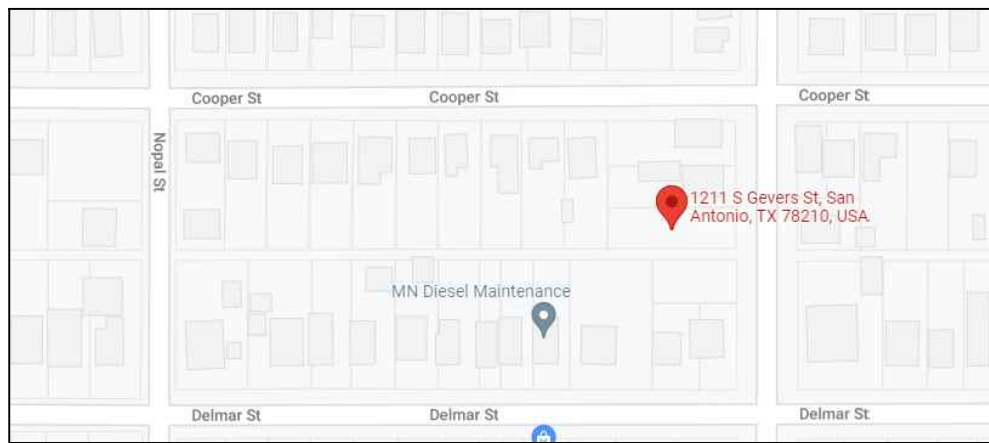 Cooper St
Cooper St
Cooper St
Nopal St
1211 S Gevers St, San
Antonio, TX 78210, USA
MN Diesel Maintenance
Delmar St
Delmar St
Delmar St